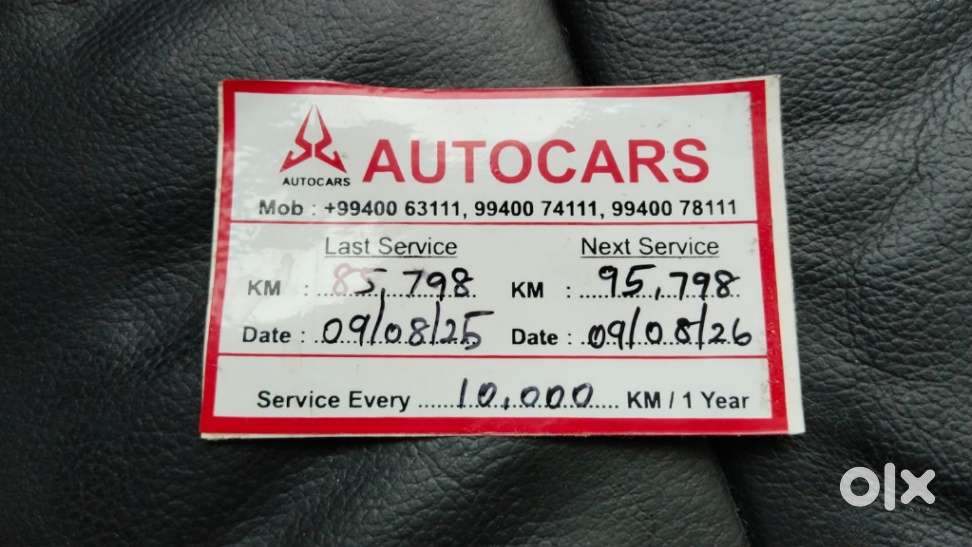 AUTOCARS
AUTOCARS
Mob : +99400 63111, 99400 74111, 99400 78111
Last Service Next Service
KM : 85,798 KM : 95,798
Date : 09/08/25 Date : 09/08/26
Service Every 10,000 KM / 1 Year
olx